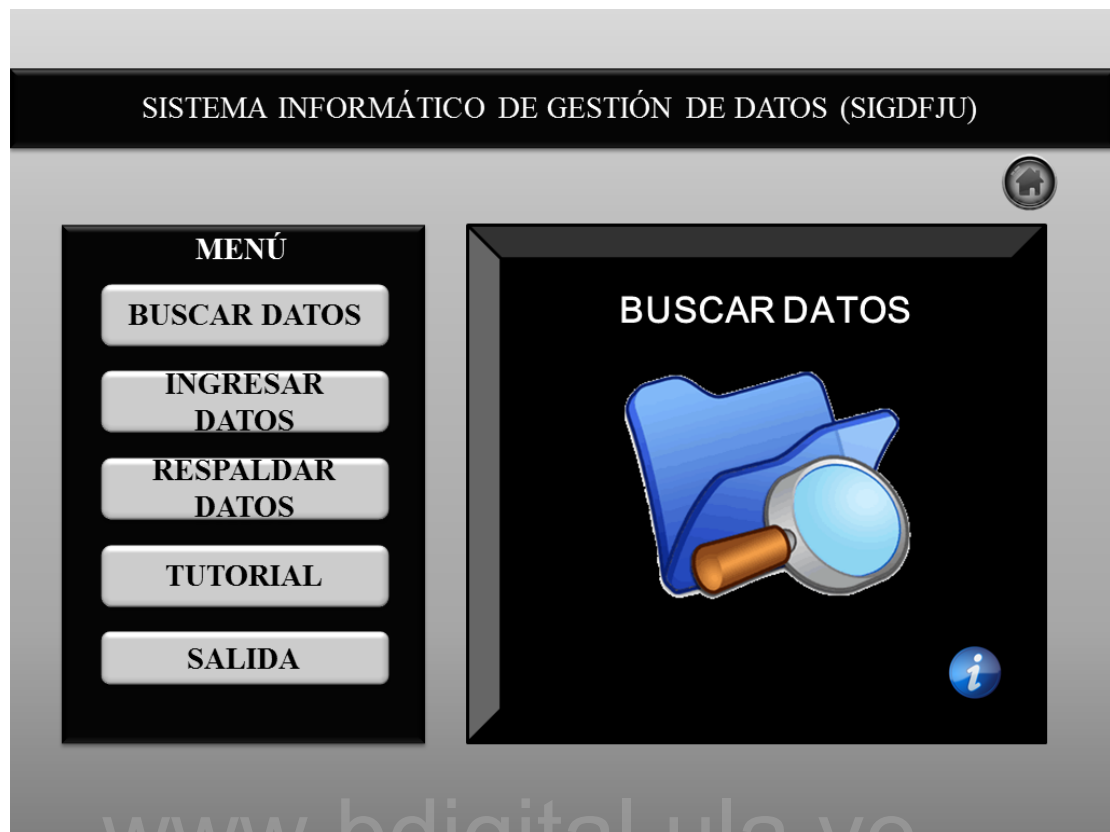 SISTEMA INFORMÁTICO DE GESTIÓN DE DATOS (SIGDFJU)
MENÚ
BUSCAR DATOS
INGRESAR
DATOS
RESPALDAR
DATOS
TUTORIAL
SALIDA
BUSCAR DATOS
i
www.bdigital.ula.ve